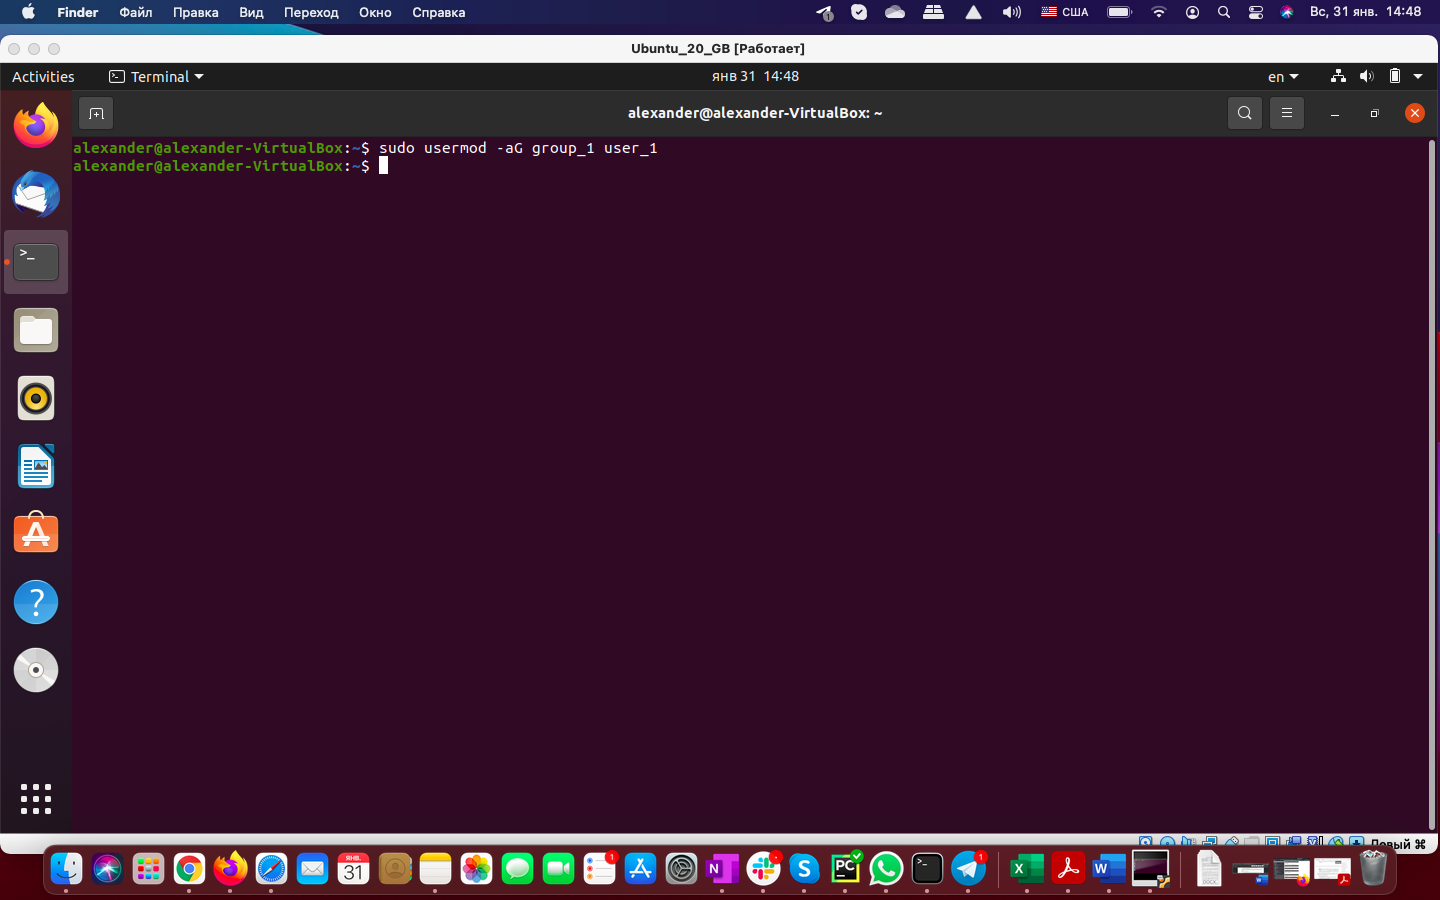 Finder Файл Правка Вид Переход Окно Справка США Вс, 31 янв. 14:48
Ubuntu_20_GB [Работает]
Activities Terminal янв 31 14:48 en
alexander@alexander-VirtualBox: ~
alexander@alexander-VirtualBox:~$ sudo usermod -aG group_1 user_1
alexander@alexander-VirtualBox:~$
Новый ⌘
ЯНВ.
31